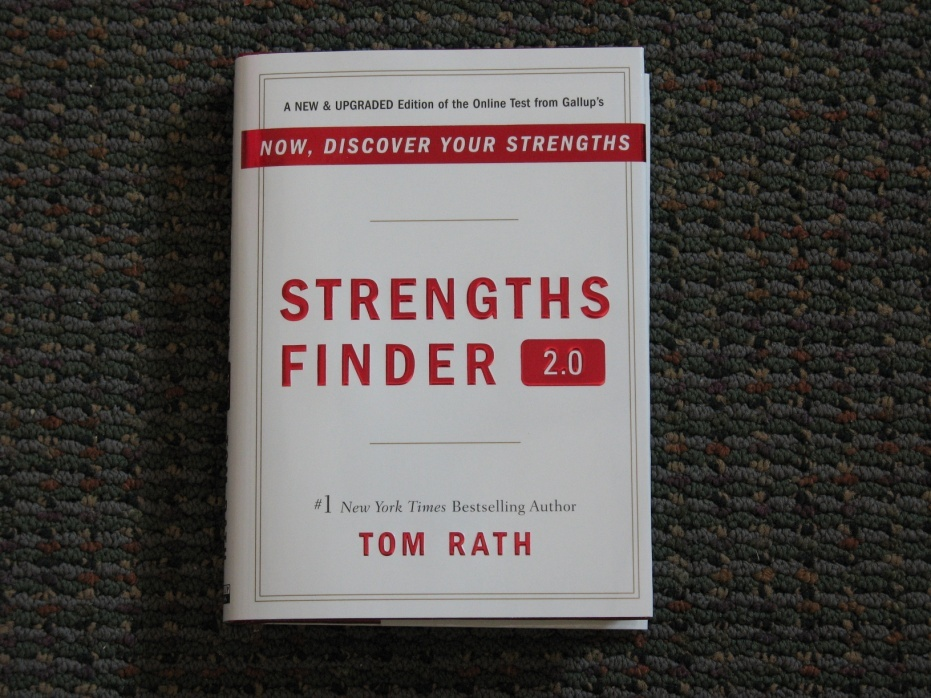 A NEW & UPGRADED Edition of the Online Test from Gallup's
NOW, DISCOVER YOUR STRENGTHS
STRENGTHS
FINDER 2.0
#1 New York Times Bestselling Author
TOM RATH